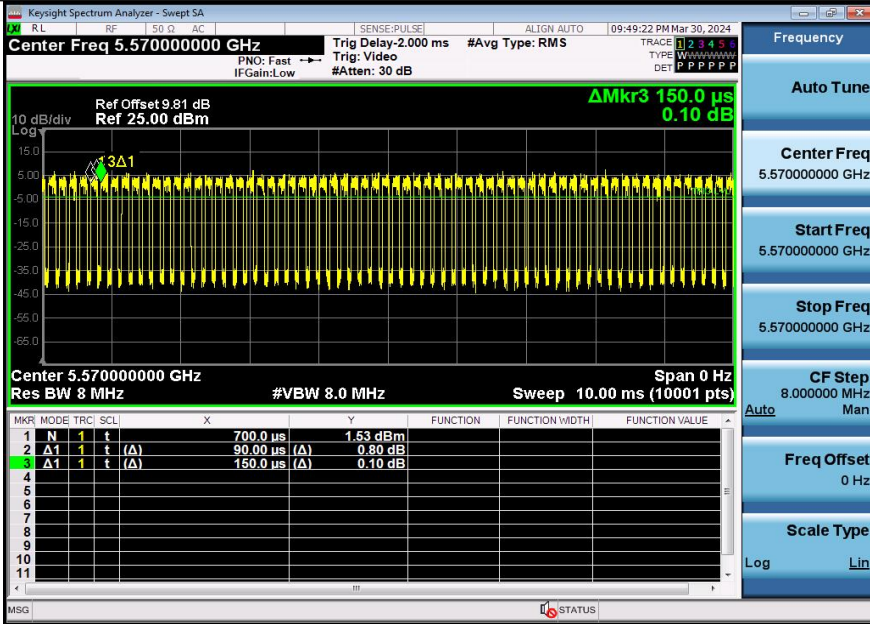 Keysight Spectrum Analyzer - Swept SA
LXI RL RF 50 Ω AC SENSE:PULSE ALIGN AUTO 09:49:22 PM Mar 30, 2024
Center Freq 5.570000000 GHz
PNO: Fast
IFGain:Low
Trig Delay-2.000 ms
Trig: Video
#Atten: 30 dB
#Avg Type: RMS
TRACE 1 2 3 4 5 6
TYPE WWWWWW
DET P P P P P P
10 dB/div
Log
Ref Offset 9.81 dB
Ref 25.00 dBm
ΔMkr3 150.0 µs
0.10 dB
15.0
5.00
-5.00
-15.0
-25.0
-35.0
-45.0
-55.0
-65.0
3Δ1
Center 5.570000000 GHz Span 0 Hz
Res BW 8 MHz #VBW 8.0 MHz Sweep 10.00 ms (10001 pts)
MKR MODE TRC SCL X Y FUNCTION FUNCTION WIDTH FUNCTION VALUE
1 N 1 t 700.0 µs 1.53 dBm
2 Δ1 1 t (Δ) 90.00 µs (Δ) 0.80 dB
3 Δ1 1 t (Δ) 150.0 µs (Δ) 0.10 dB
4
5
6
7
8
9
10
11
MSG STATUS
Frequency
Auto Tune
Center Freq
5.570000000 GHz
Start Freq
5.570000000 GHz
Stop Freq
5.570000000 GHz
CF Step
8.000000 MHz
Auto Man
Freq Offset
0 Hz
Scale Type
Log Lin